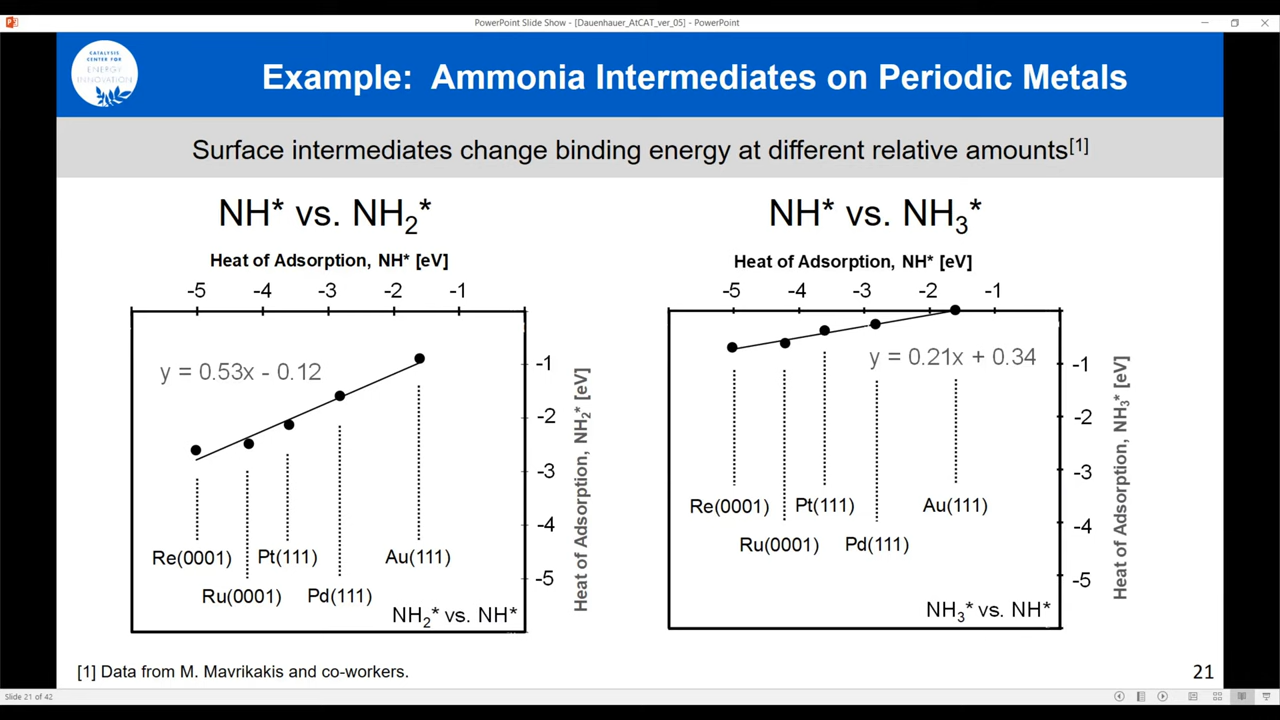 PowerPoint Slide Show - [Dauenhauer_AtCAT_ver_05] - PowerPoint
CATALYSIS
CENTER FOR
ENERGY
INNOVATION
Example: Ammonia Intermediates on Periodic Metals
Surface intermediates change binding energy at different relative amounts[1]
NH* vs. NH₂*
Heat of Adsorption, NH* [eV]
-5 -4 -3 -2 -1
y = 0.53x - 0.12
-1
-2
-3
-4
-5
Heat of Adsorption, NH₂* [eV]
Re(0001) Pt(111) Au(111)
Ru(0001) Pd(111)
NH₂* vs. NH*
NH* vs. NH₃*
Heat of Adsorption, NH* [eV]
-5 -4 -3 -2 -1
y = 0.21x + 0.34
-1
-2
-3
-4
-5
Heat of Adsorption, NH₃* [eV]
Re(0001) Pt(111) Au(111)
Ru(0001) Pd(111)
NH₃* vs. NH*
[1] Data from M. Mavrikakis and co-workers.
21
Slide 21 of 42